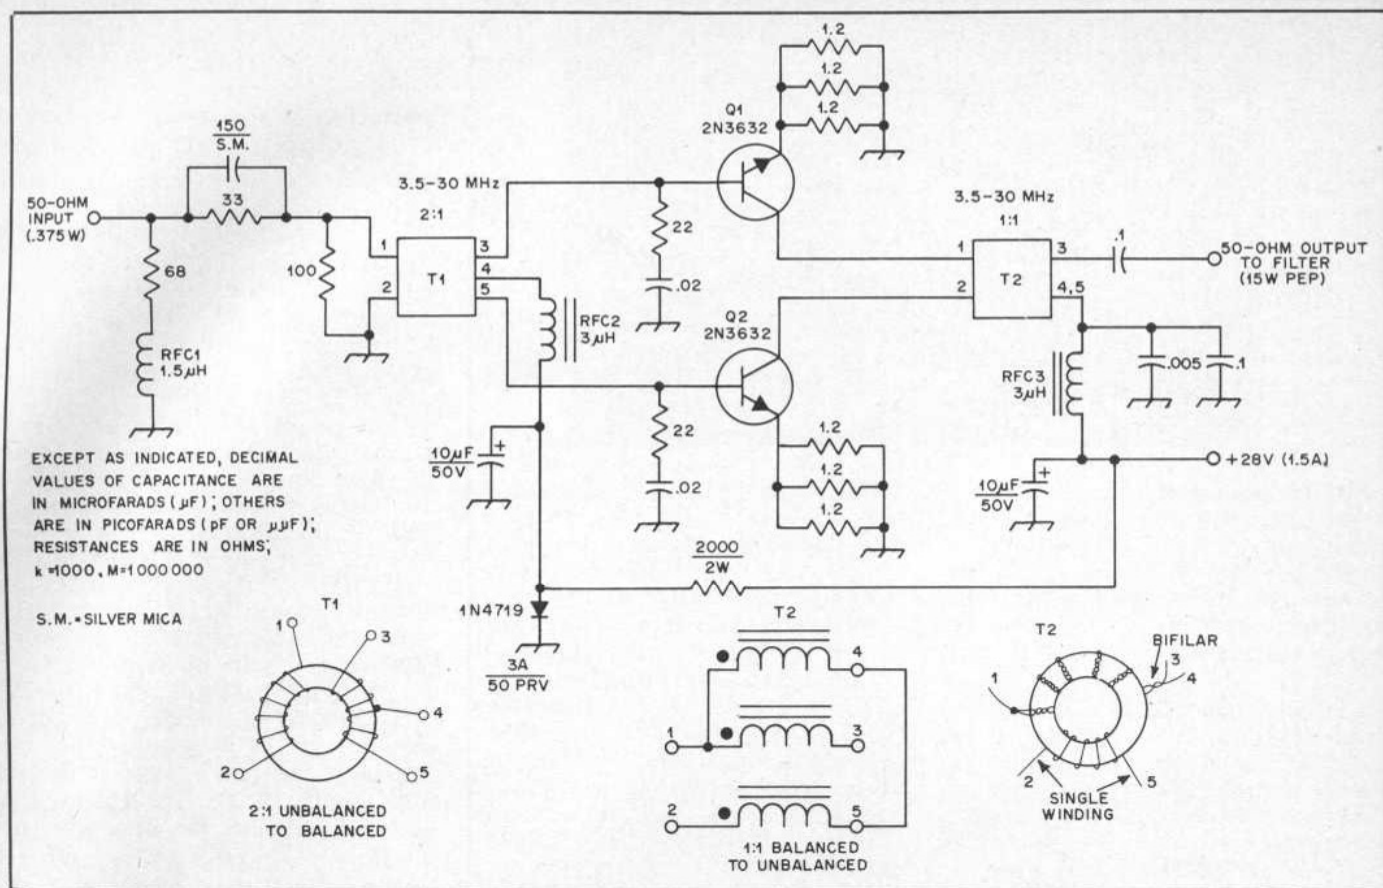 1.2
1.2
1.2
Q1
2N3632
150
S.M.
33
50-OHM
INPUT
(.375W)
3.5-30 MHz
2:1
68
100
1
2
T1
3
4
5
22
.02
RFC1
1.5µH
RFC2
3µH
Q2
2N3632
3.5-30 MHz
1:1
1
2
T2
3
4,5
.1
50-OHM OUTPUT
TO FILTER
(15W PEP)
RFC3
3µH
.005
.1
22
.02
1.2
1.2
1.2
10µF
50V
+
10µF
50V
+
+28V (1.5A)
EXCEPT AS INDICATED, DECIMAL
VALUES OF CAPACITANCE ARE
IN MICROFARADS (µF); OTHERS
ARE IN PICOFARADS (pF OR µµF);
RESISTANCES ARE IN OHMS;
k=1000, M=1000000
S.M.=SILVER MICA
2000
2W
1N4719
3A
50 PRV
T1
1
3
4
2
5
2:1 UNBALANCED
TO BALANCED
T2
4
1
3
2
5
1:1 BALANCED
TO UNBALANCED
T2
BIFILAR
3
1
4
2
5
SINGLE
WINDING